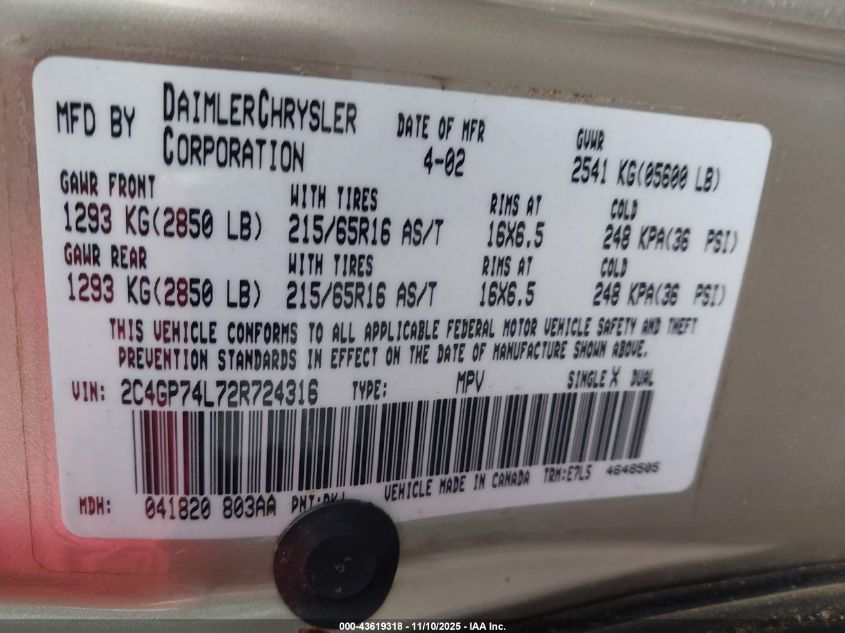 MFD BY DAIMLERCHRYSLER CORPORATION DATE OF MFR 4-02 GVWR 2541 KG(05600 LB)
GAWR FRONT WITH TIRES RIMS AT COLD
1293 KG(2850 LB) 215/65R16 AS/T 16X6.5 248 KPA(36 PSI)
GAWR REAR WITH TIRES RIMS AT COLD
1293 KG(2850 LB) 215/65R16 AS/T 16X6.5 248 KPA(36 PSI)
THIS VEHICLE CONFORMS TO ALL APPLICABLE FEDERAL MOTOR VEHICLE SAFETY AND THEFT
PREVENTION STANDARDS IN EFFECT ON THE DATE OF MANUFACTURE SHOWN ABOVE.
VIN: 2C4GP74L72R724316 TYPE: MPV SINGLE X DUAL
MDH: 041820 803AA PNT: VEHICLE MADE IN CANADA TRM:E7L5 4648505
000-43619318 - 11/10/2025 - IAA Inc.